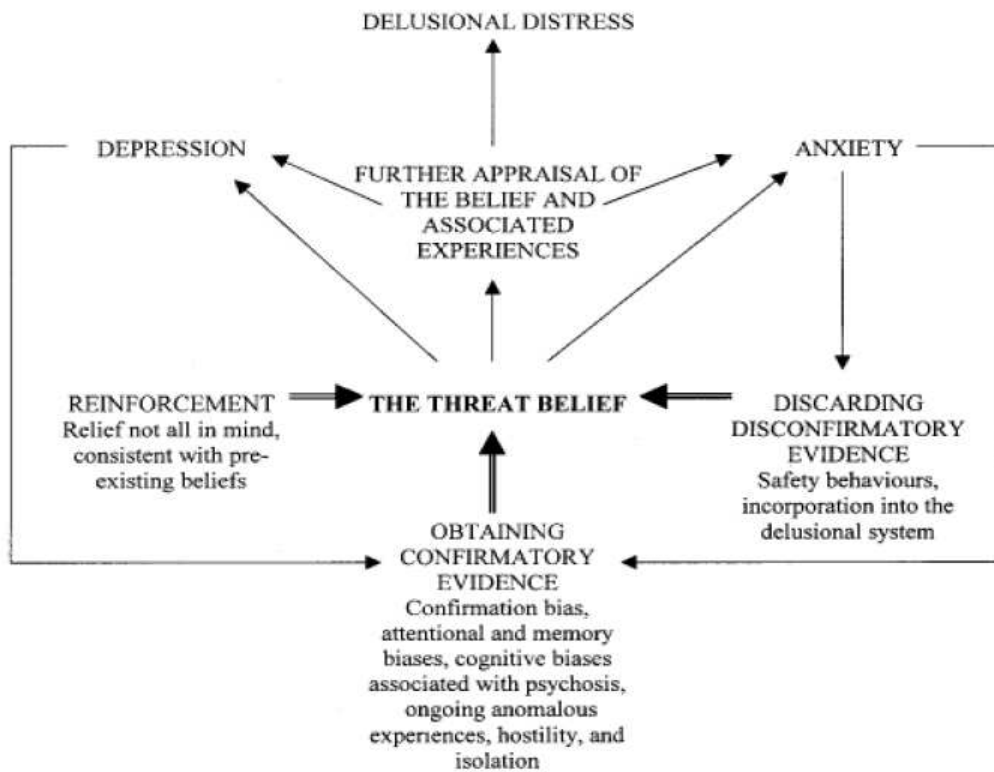 DELUSIONAL DISTRESS
DEPRESSION
FURTHER APPRAISAL OF
THE BELIEF AND
ASSOCIATED
EXPERIENCES
ANXIETY
REINFORCEMENT
Relief not all in mind,
consistent with pre-
existing beliefs
THE THREAT BELIEF
DISCARDING
DISCONFIRMATORY
EVIDENCE
Safety behaviours,
incorporation into the
delusional system
OBTAINING
CONFIRMATORY
EVIDENCE
Confirmation bias,
attentional and memory
biases, cognitive biases
associated with psychosis,
ongoing anomalous
experiences, hostility, and
isolation